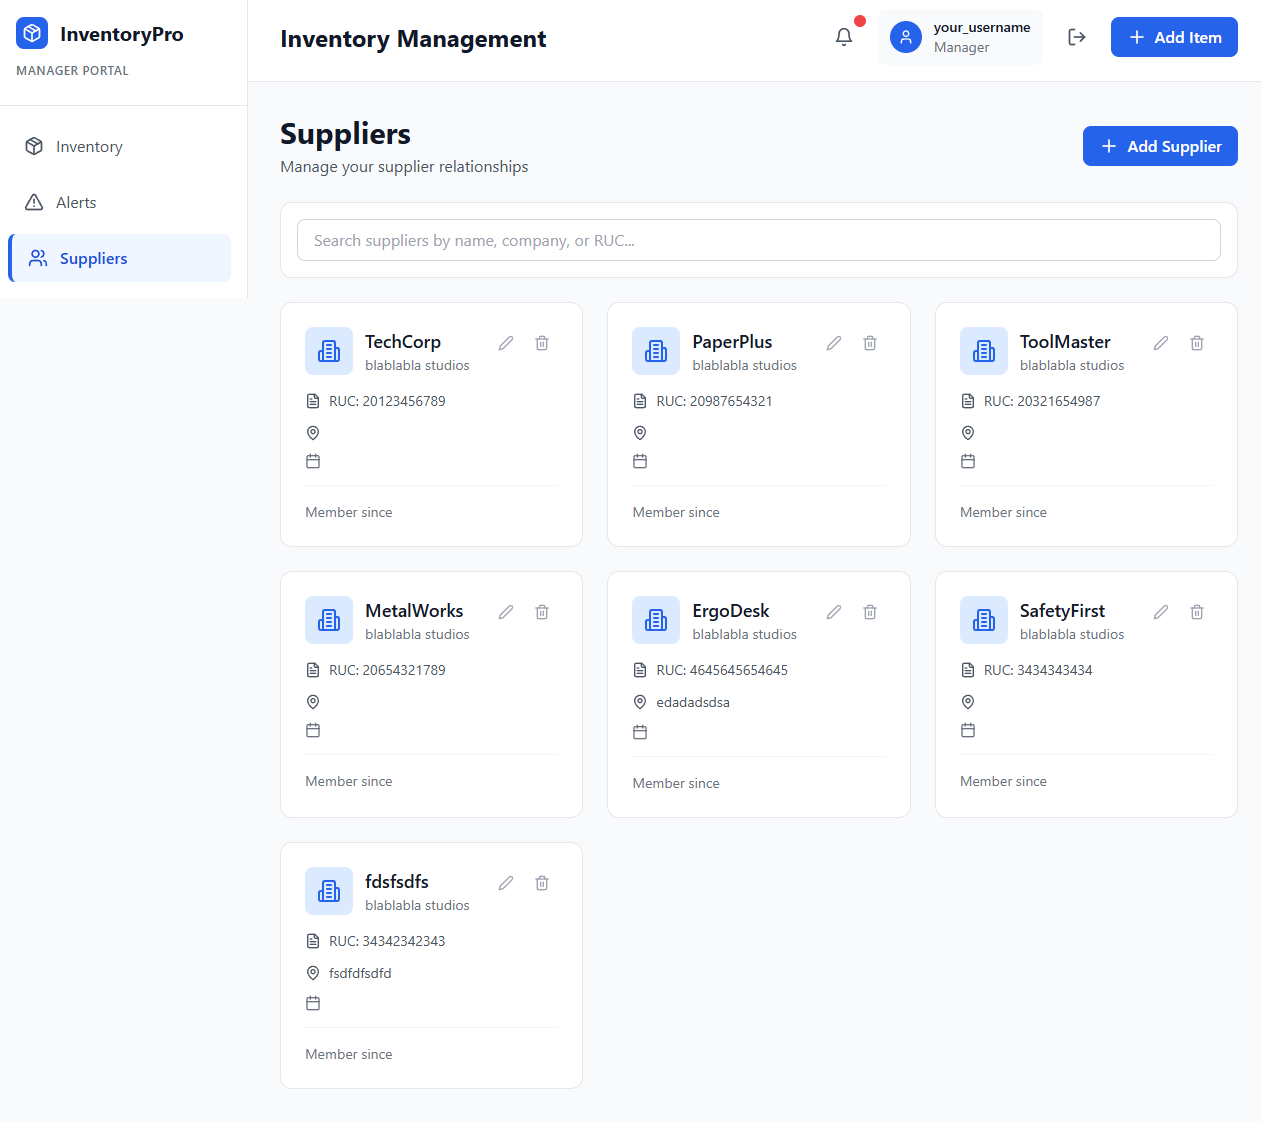 InventoryPro
MANAGER PORTAL
Inventory
Alerts
Suppliers
Inventory Management
your_username
Manager
Add Item
Suppliers
Manage your supplier relationships
Add Supplier
Search suppliers by name, company, or RUC...
TechCorp
blablabla studios
RUC: 20123456789
Member since
PaperPlus
blablabla studios
RUC: 20987654321
Member since
ToolMaster
blablabla studios
RUC: 20321654987
Member since
MetalWorks
blablabla studios
RUC: 20654321789
Member since
ErgoDesk
blablabla studios
RUC: 4645645654645
edadadsdsa
Member since
SafetyFirst
blablabla studios
RUC: 3434343434
Member since
fdsfsdfs
blablabla studios
RUC: 34342342343
fsdfdfsdfd
Member since